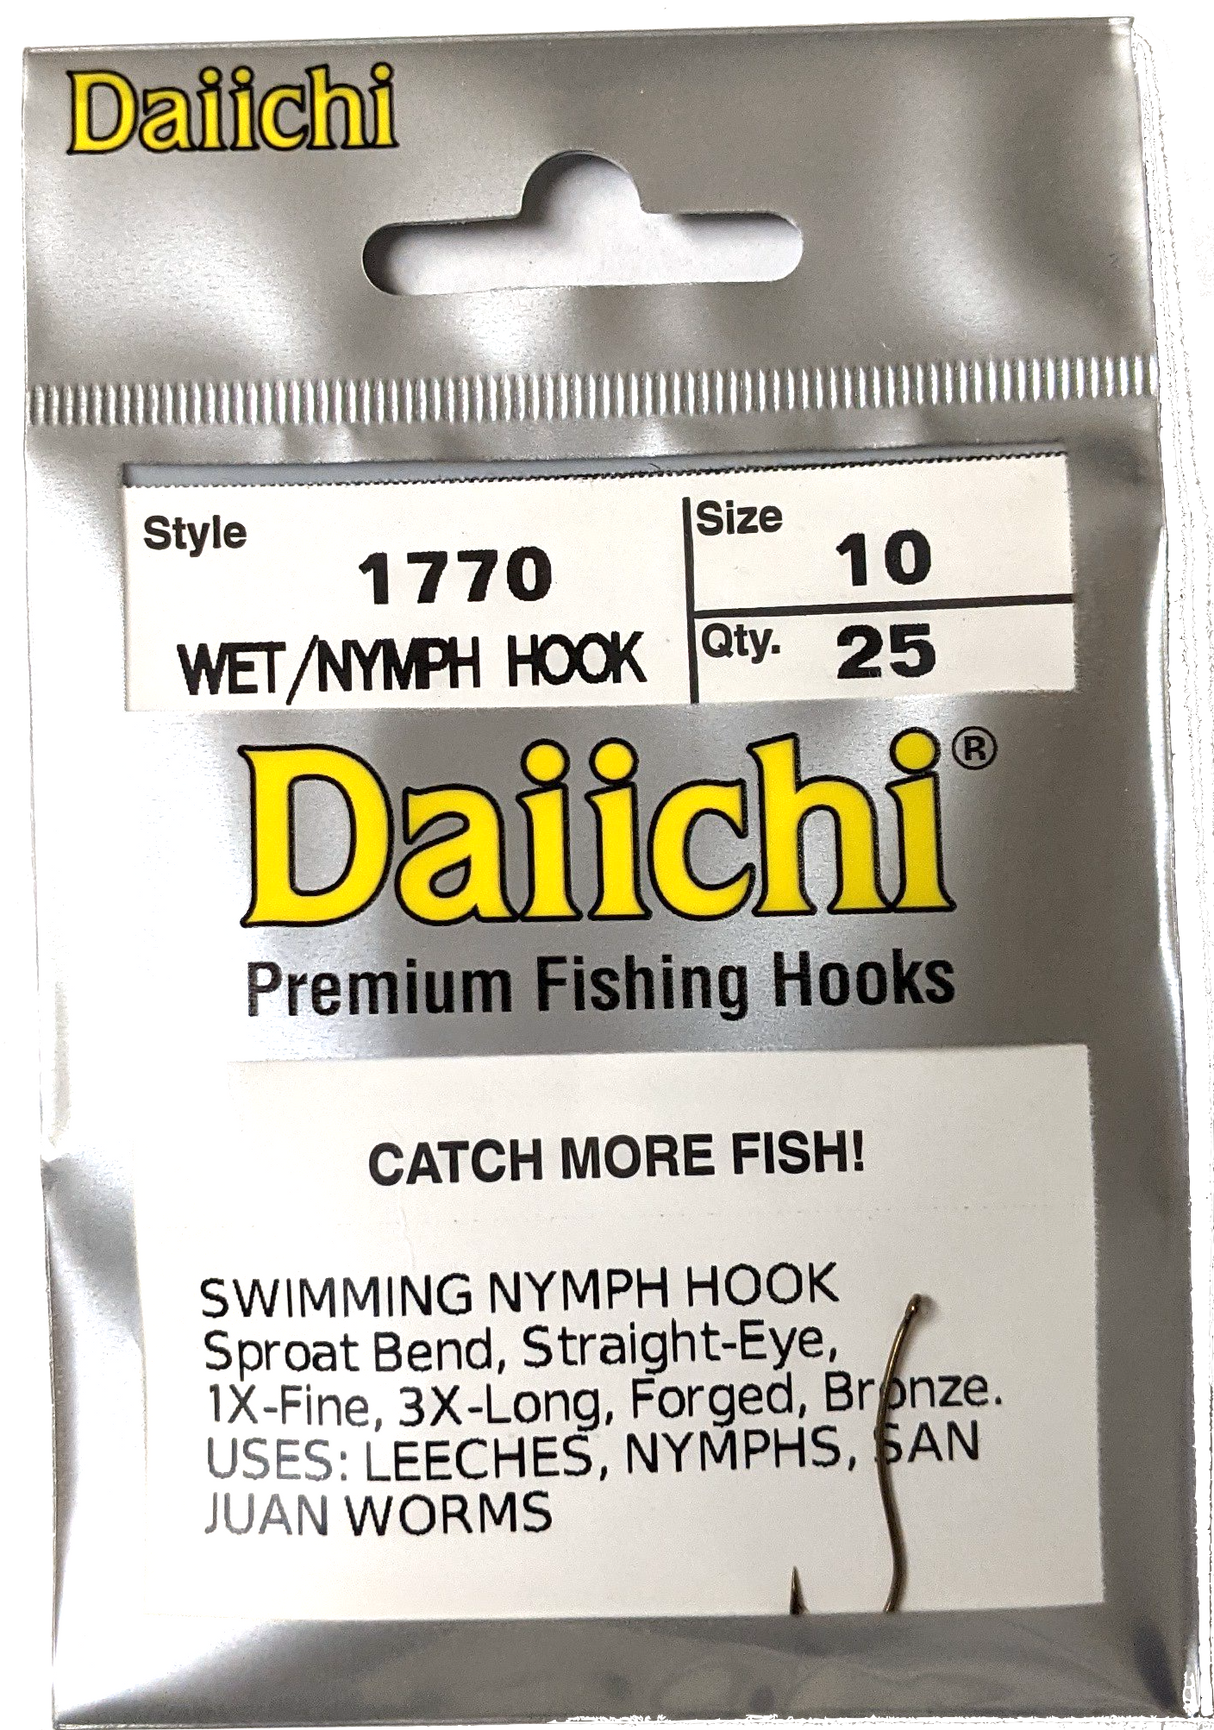 Daiichi
Style
1770
WET/NYMPH HOOK
Size
10
Qty. 25
Daiichi®
Premium Fishing Hooks
CATCH MORE FISH!
SWIMMING NYMPH HOOK
Sproat Bend, Straight-Eye,
1X-Fine, 3X-Long, Forged, Bronze.
USES: LEECHES, NYMPHS, SAN
JUAN WORMS